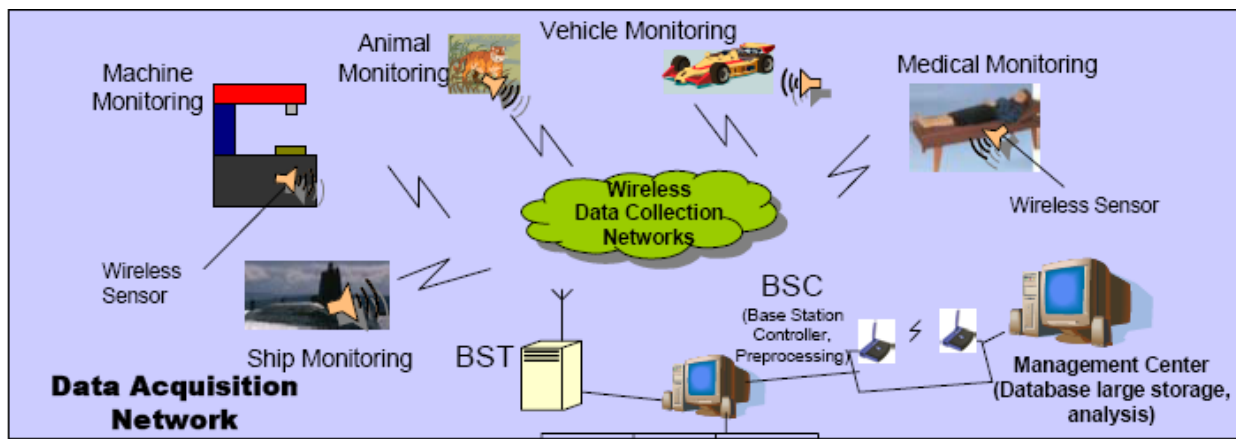 Machine
Monitoring
Animal
Monitoring
Vehicle Monitoring
Medical Monitoring
Wireless
Data Collection
Networks
Wireless Sensor
Wireless
Sensor
Ship Monitoring
BST
BSC
(Base Station
Controller,
Preprocessing)
Management Center
(Database large storage,
analysis)
Data Acquisition
Network